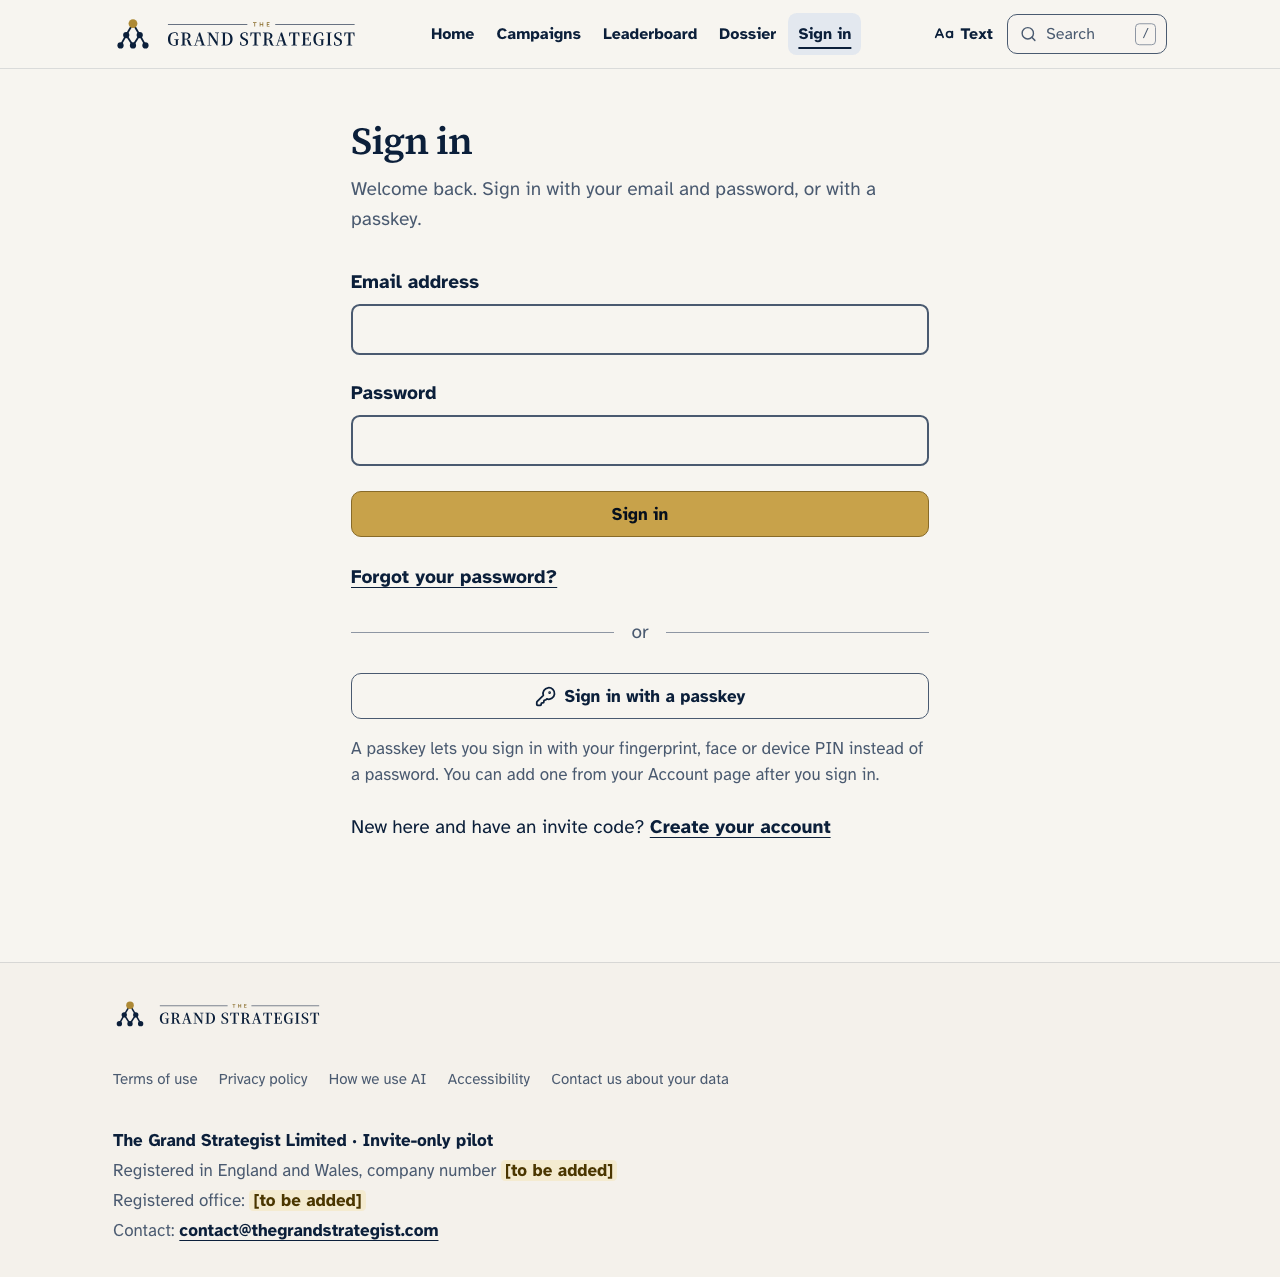 THE
GRAND STRATEGIST
Home Campaigns Leaderboard Dossier Sign in
Aa Text
Search /
Sign in
Welcome back. Sign in with your email and password, or with a
passkey.
Email address
Password
Sign in
Forgot your password?
or
Sign in with a passkey
A passkey lets you sign in with your fingerprint, face or device PIN instead of
a password. You can add one from your Account page after you sign in.
New here and have an invite code? Create your account
THE
GRAND STRATEGIST
Terms of use Privacy policy How we use AI Accessibility Contact us about your data
The Grand Strategist Limited · Invite-only pilot
Registered in England and Wales, company number [to be added]
Registered office: [to be added]
Contact: contact@thegrandstrategist.com